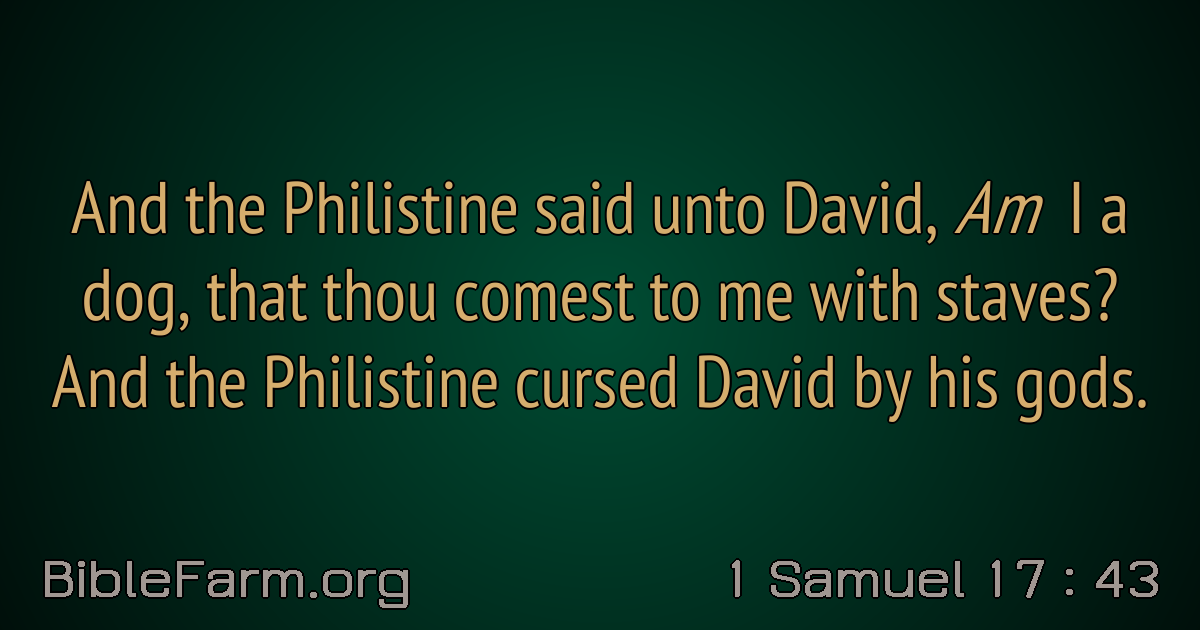 And the Philistine said unto David, Am I a
dog, that thou comest to me with staves?
And the Philistine cursed David by his gods.
BibleFarm.org
1 Samuel 17 : 43